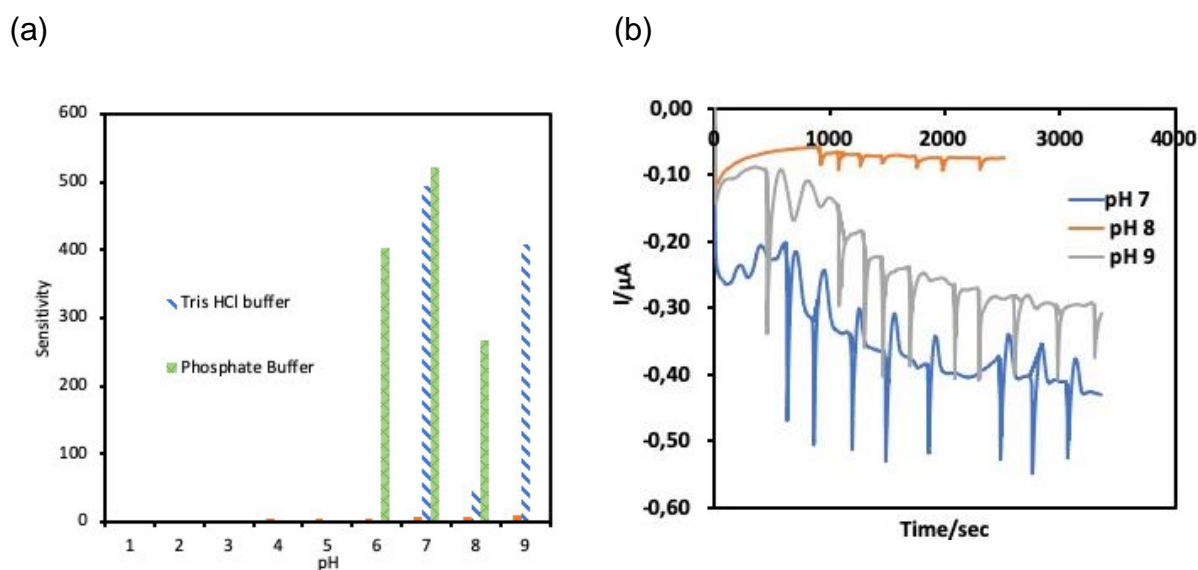 (a)
(b)
600
500
400
300
200
100
0
Sensitivity
Tris HCl buffer
Phosphate Buffer
1 2 3 4 5 6 7 8 9
pH
0,00
-0,10
-0,20
-0,30
-0,40
-0,50
-0,60
I/µA
0 1000 2000 3000 4000
pH 7
pH 8
pH 9
Time/sec